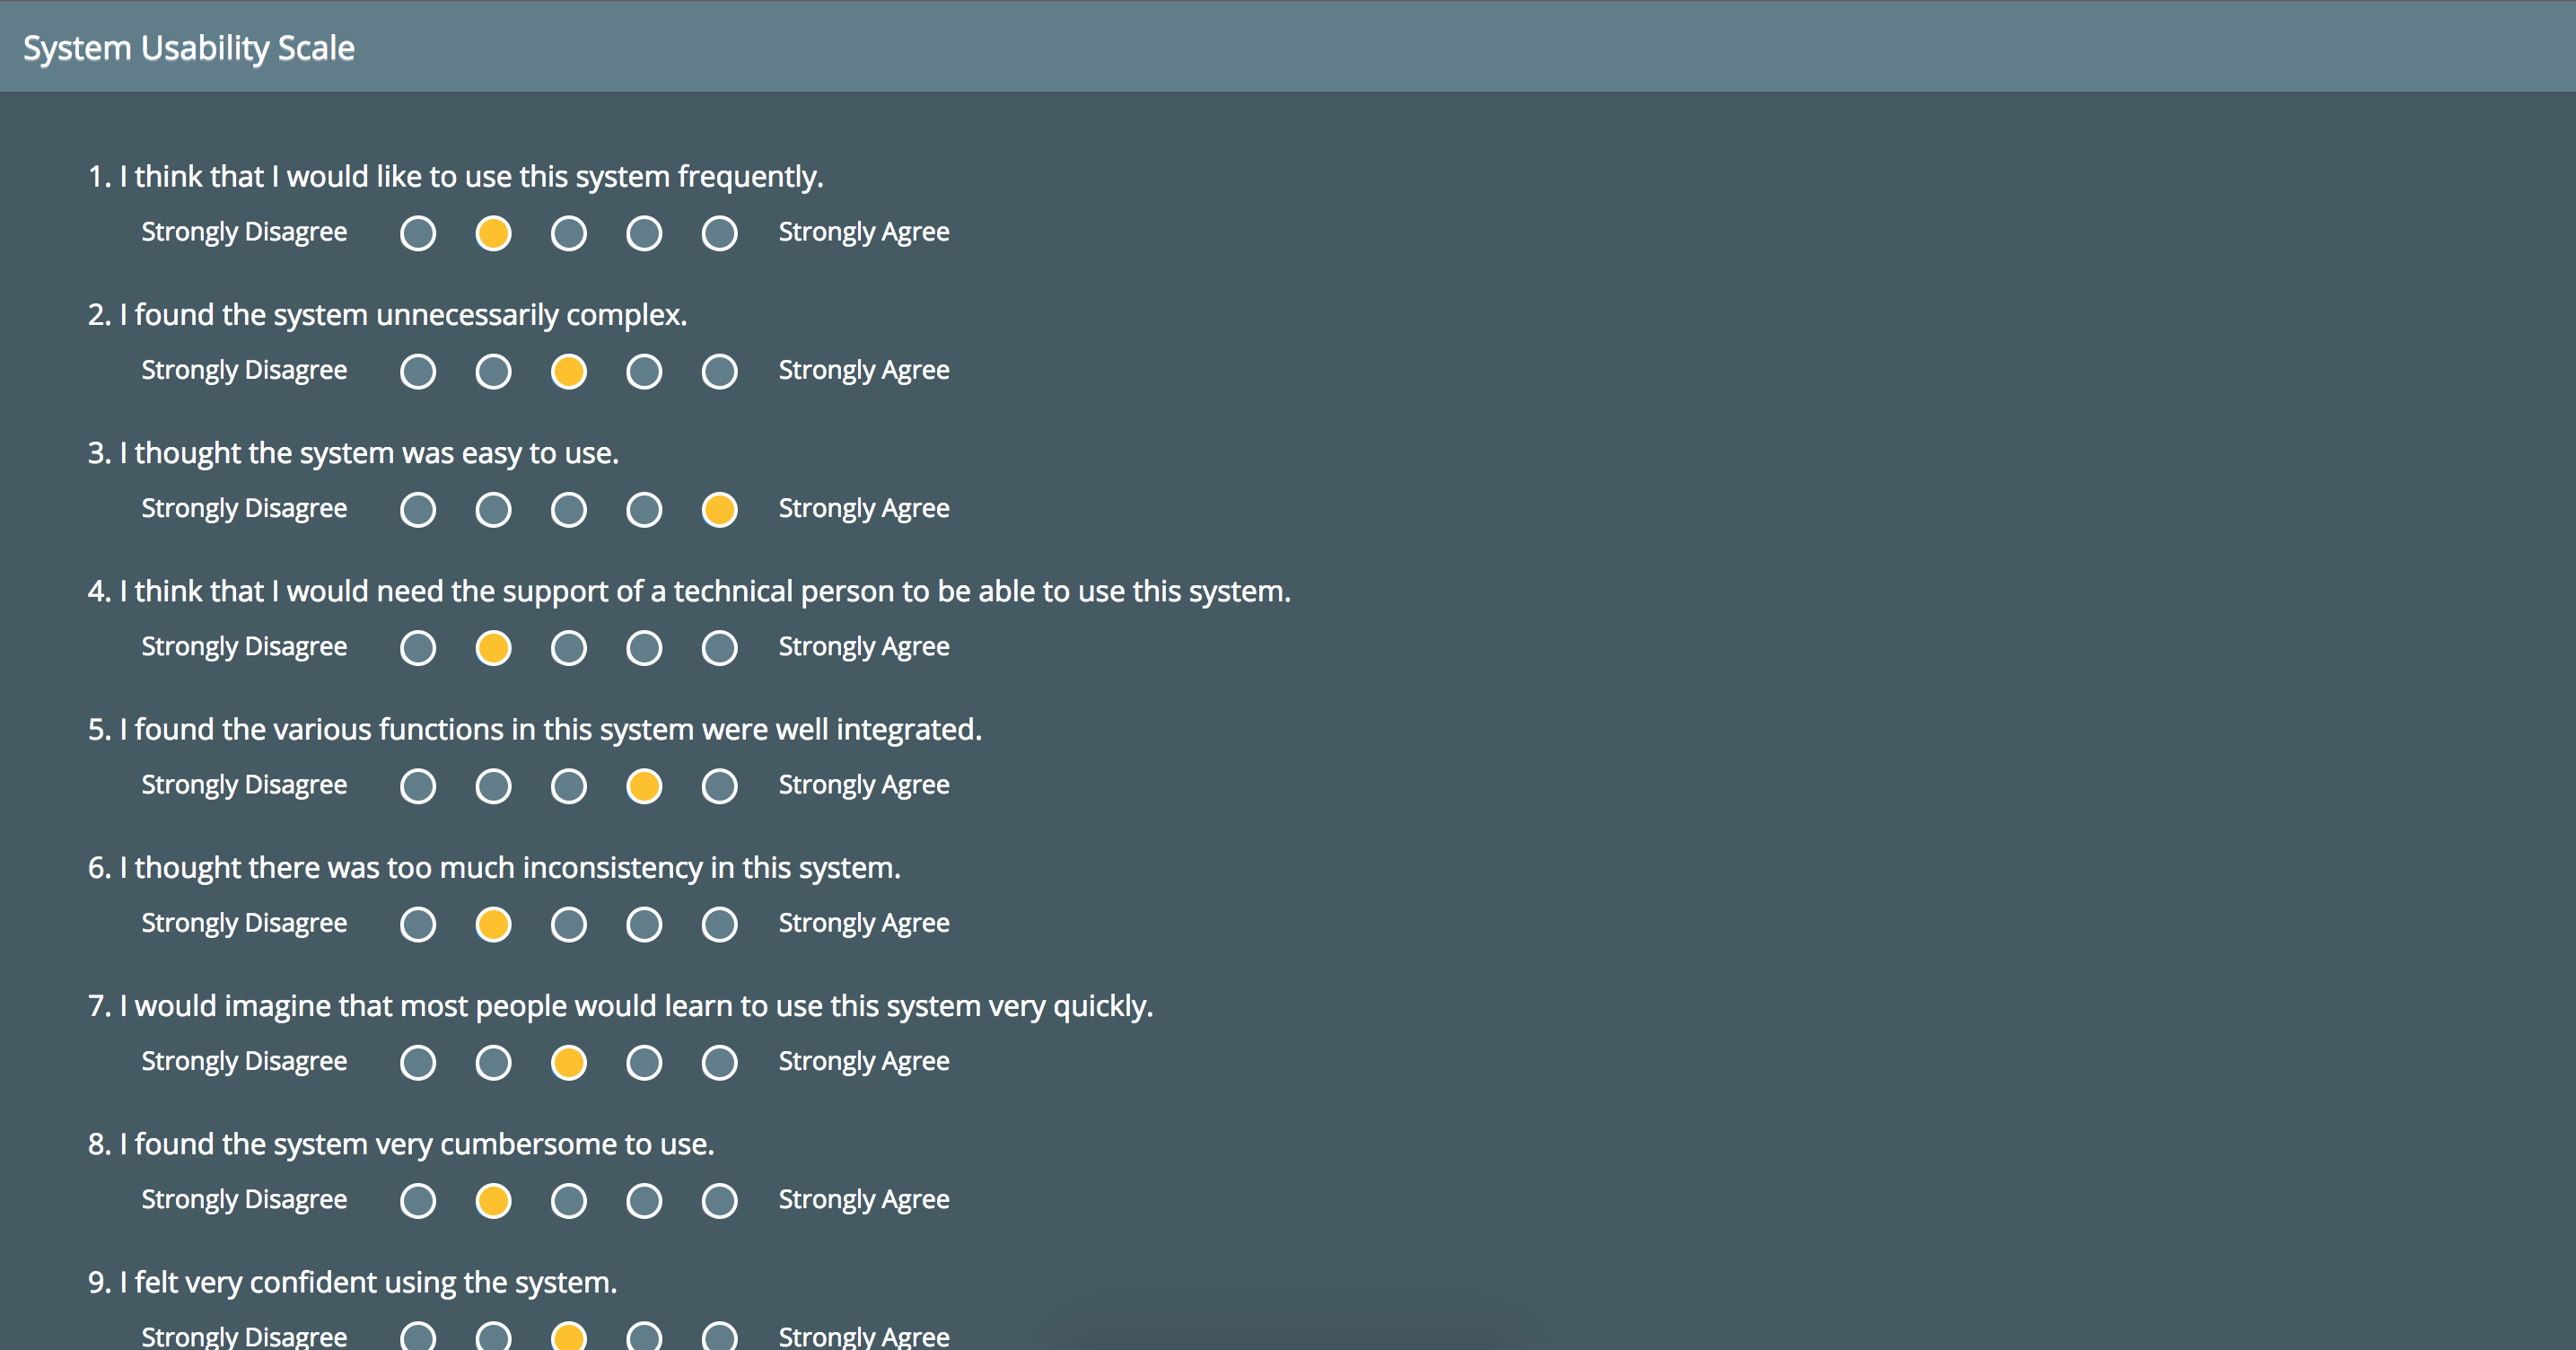 System Usability Scale
1. I think that I would like to use this system frequently.
Strongly Disagree Strongly Agree
2. I found the system unnecessarily complex.
Strongly Disagree Strongly Agree
3. I thought the system was easy to use.
Strongly Disagree Strongly Agree
4. I think that I would need the support of a technical person to be able to use this system.
Strongly Disagree Strongly Agree
5. I found the various functions in this system were well integrated.
Strongly Disagree Strongly Agree
6. I thought there was too much inconsistency in this system.
Strongly Disagree Strongly Agree
7. I would imagine that most people would learn to use this system very quickly.
Strongly Disagree Strongly Agree
8. I found the system very cumbersome to use.
Strongly Disagree Strongly Agree
9. I felt very confident using the system.
Strongly Disagree Strongly Agree